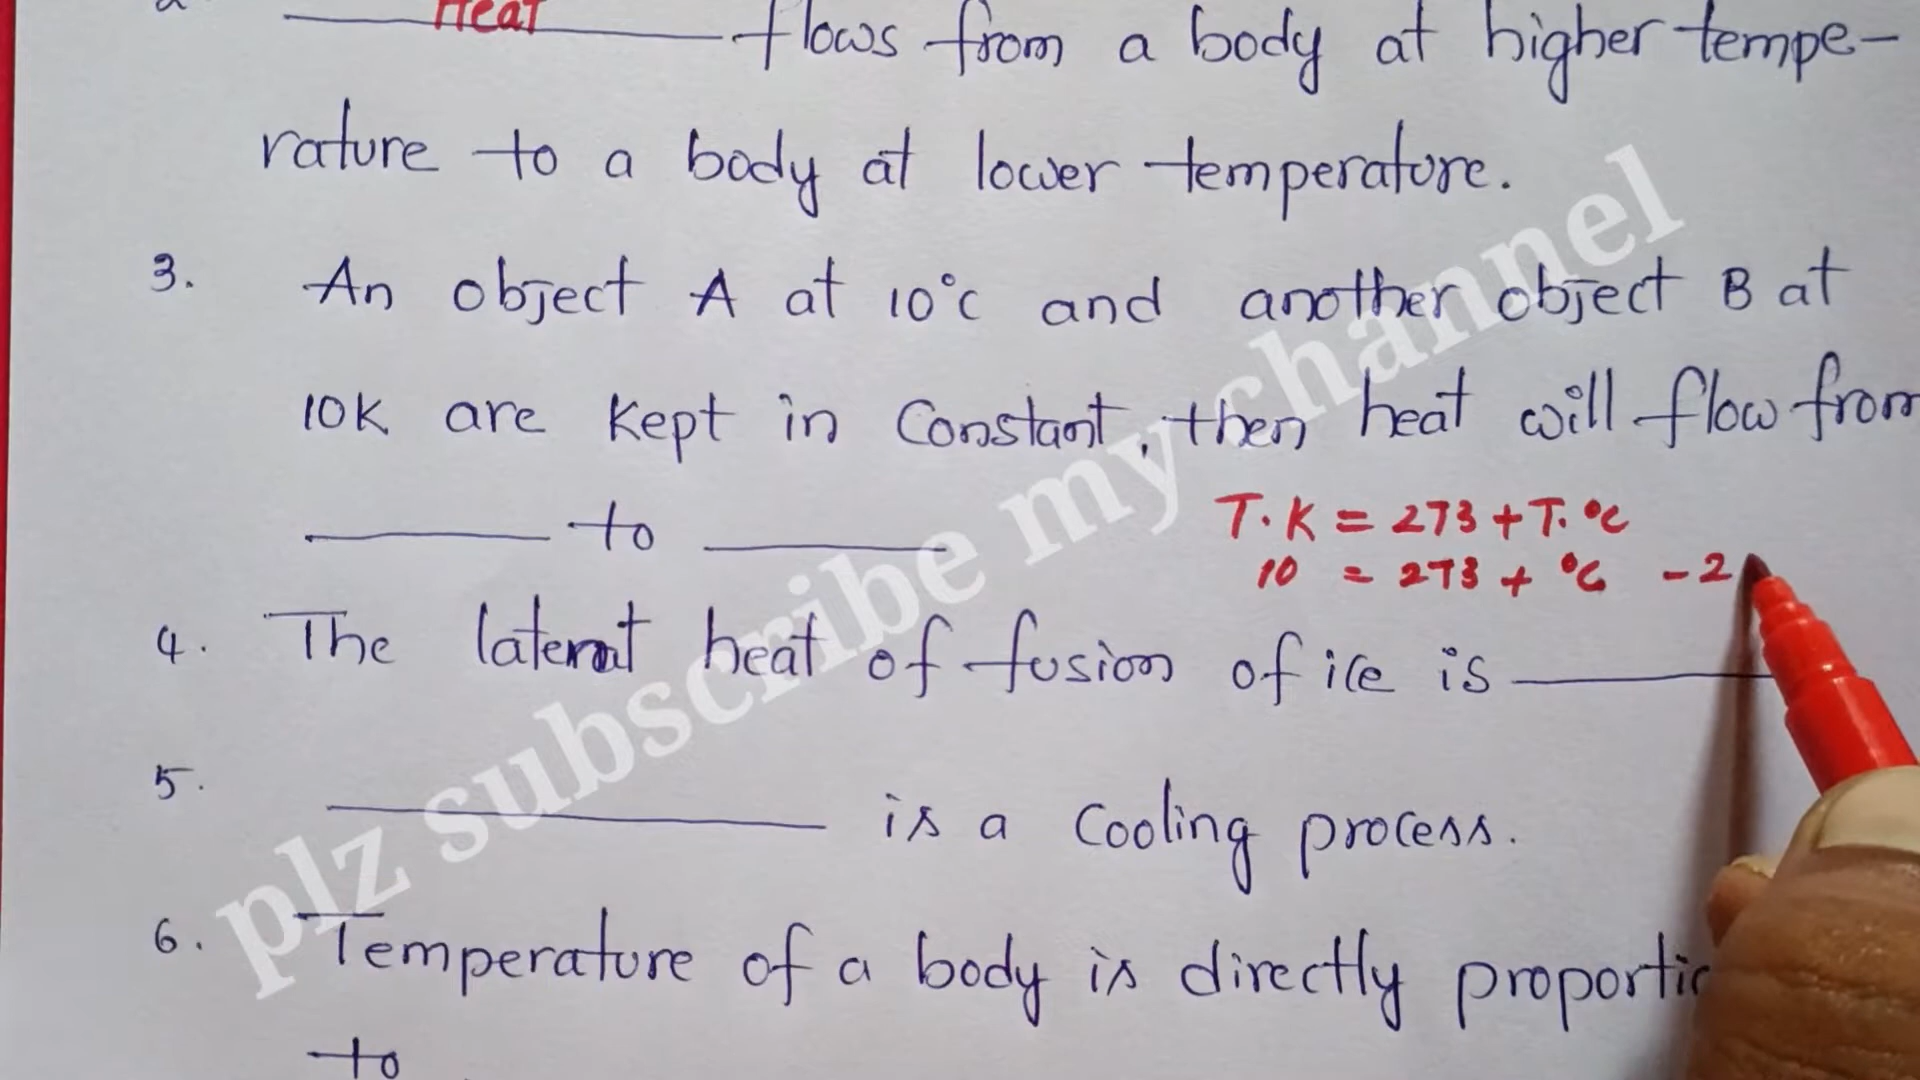 Heat flows from a body at higher tempe-
rature to a body at lower temperature.
3. An object A at 10°C and another object B at
10K are kept in Constant, then heat will flow from
to
T.K = 273 + T.°C
10 = 273 + °C - 2
4. The latent heat of fusion of ice is
5. is a Cooling process.
6. Temperature of a body is directly proportio
to
plz subscribe my channel